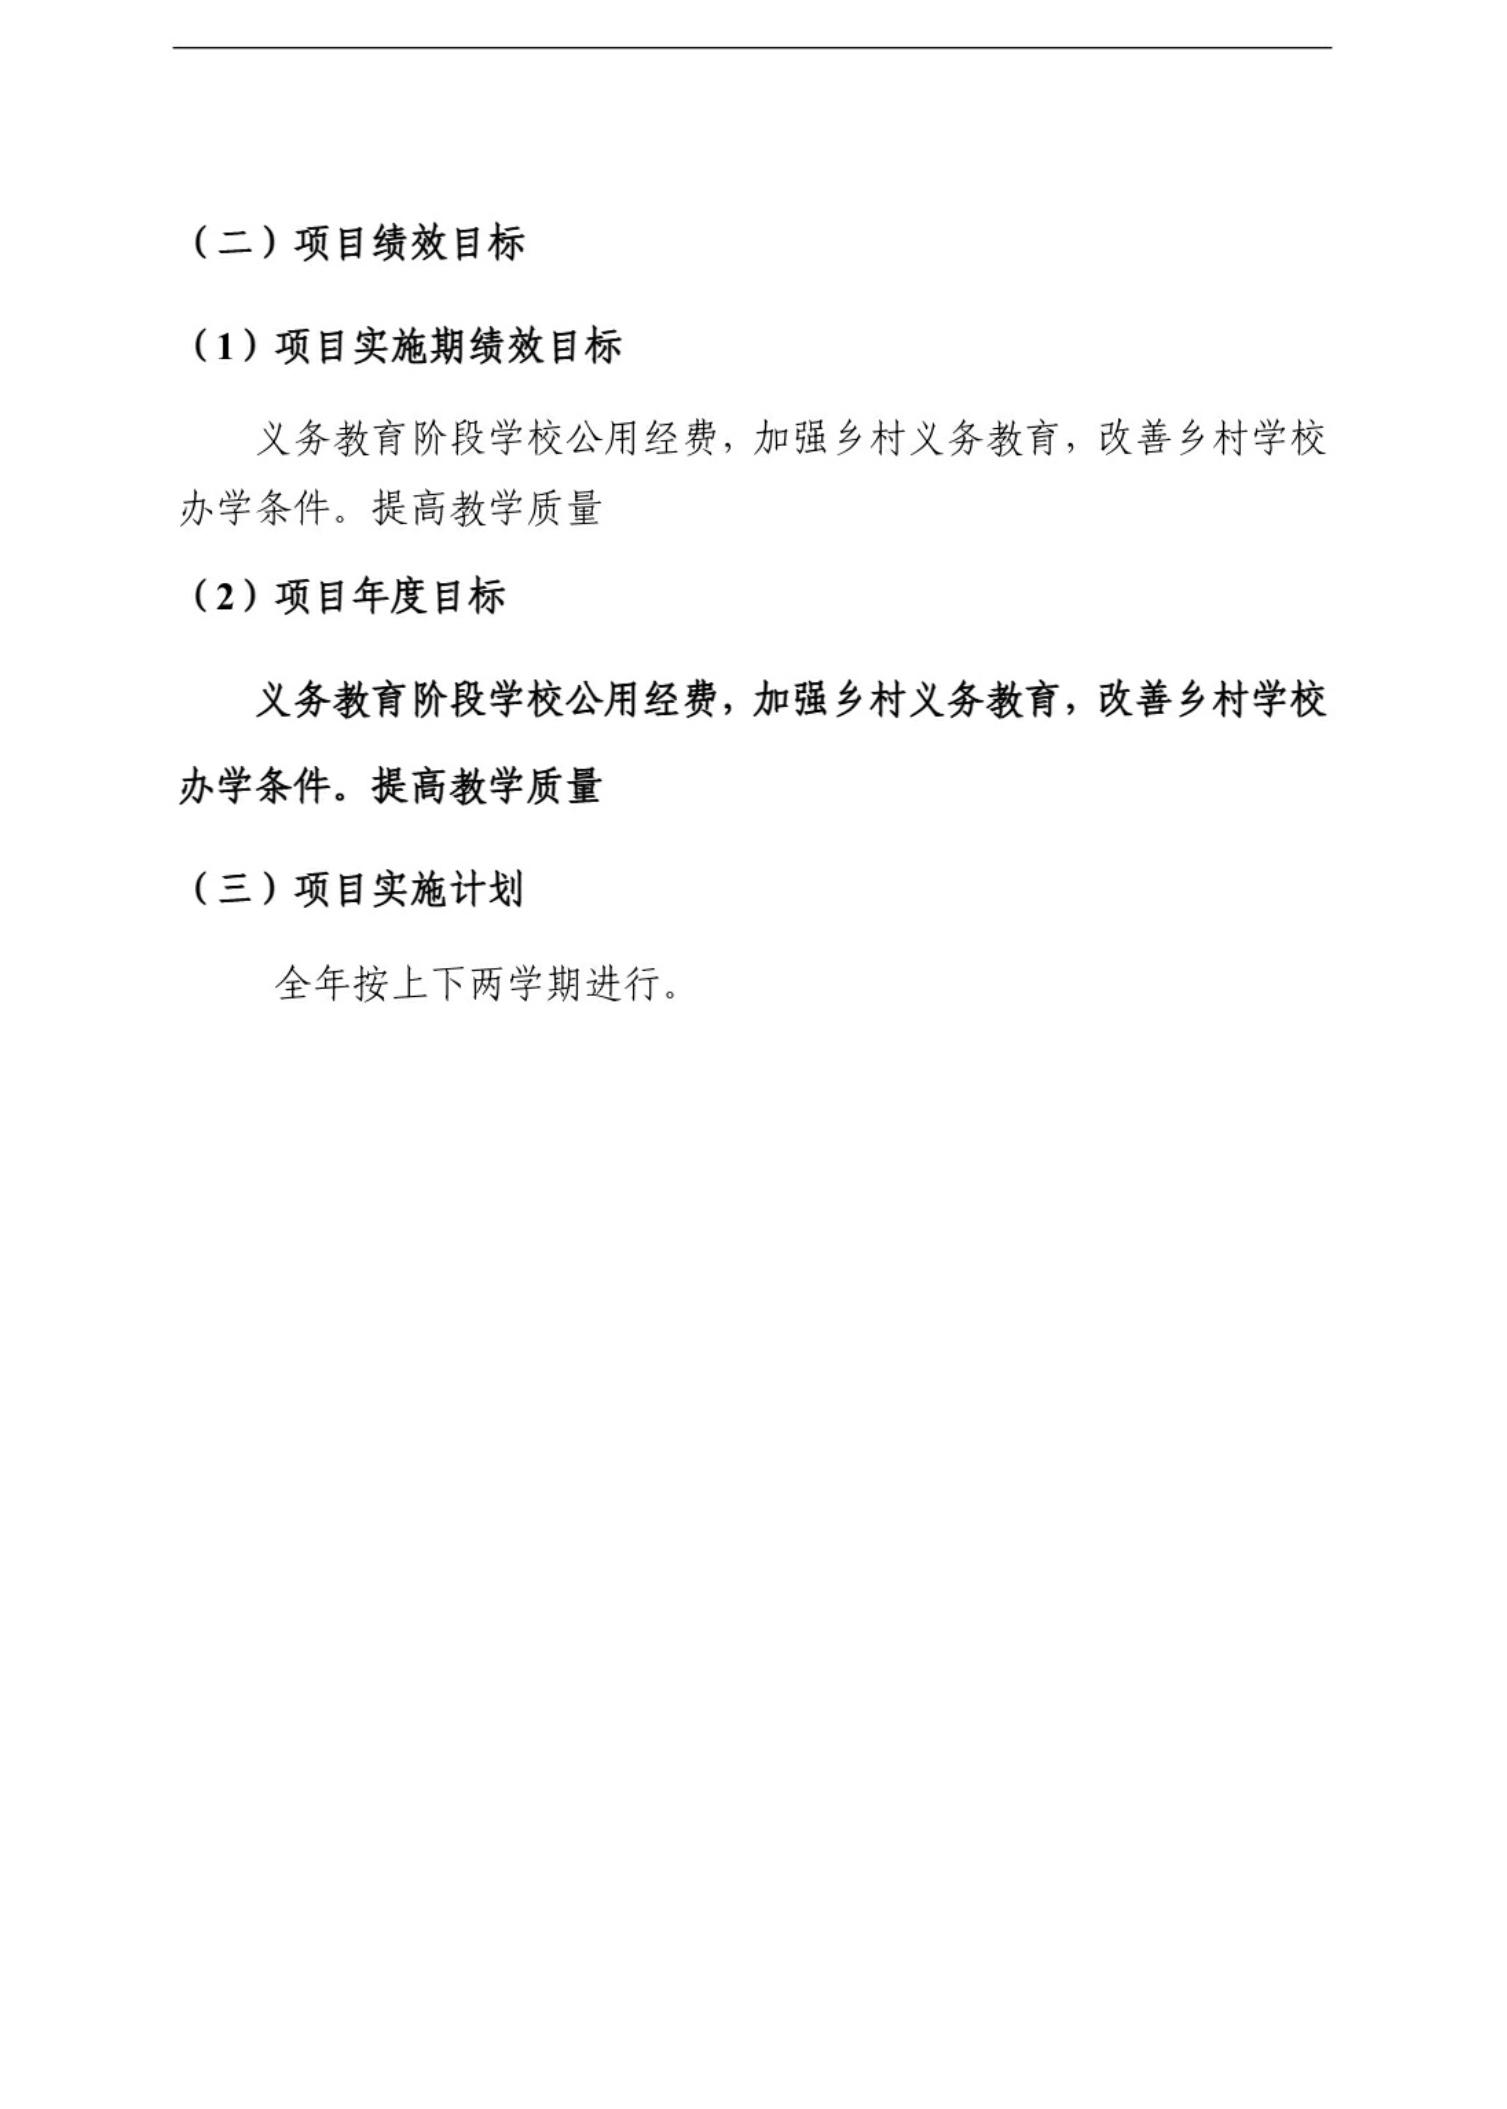 （二）项目绩效目标
（1）项目实施期绩效目标
义务教育阶段学校公用经费，加强乡村义务教育，改善乡村学校
办学条件。提高教学质量
（2）项目年度目标
义务教育阶段学校公用经费，加强乡村义务教育，改善乡村学校
办学条件。提高教学质量
（三）项目实施计划
全年按上下两学期进行。